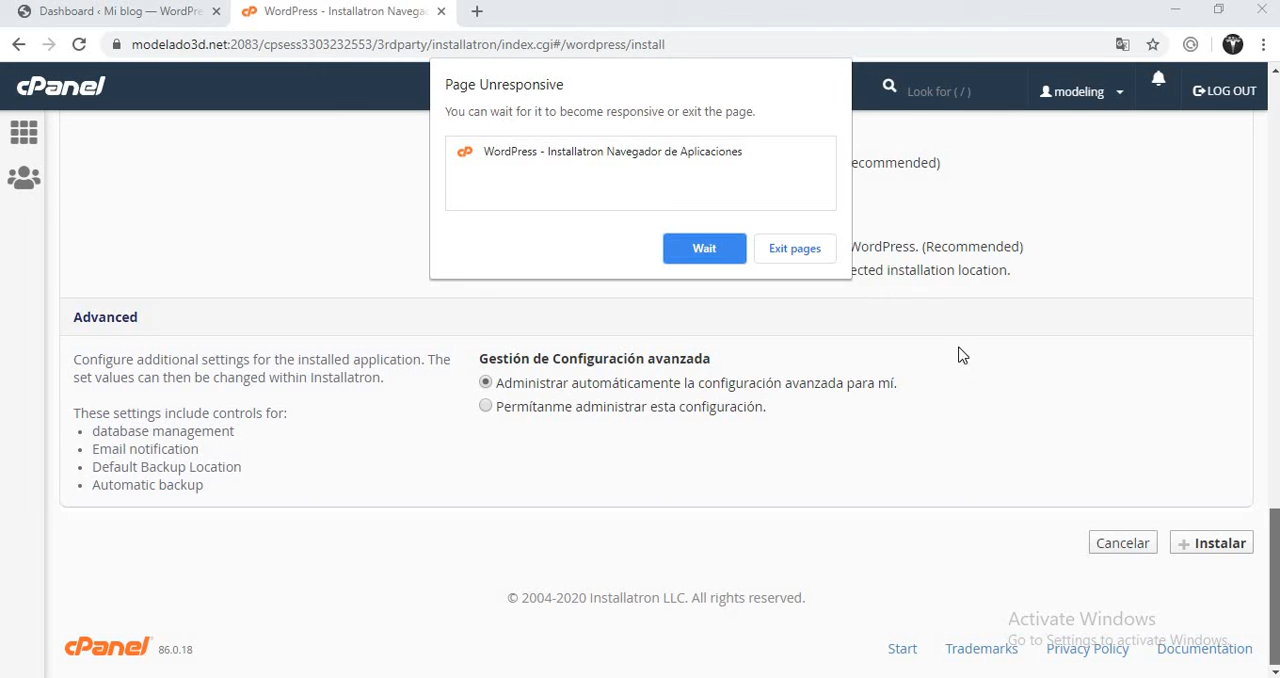 Dashboard ‹ Mi blog — WordPre
WordPress - Installatron Navegac
modelado3d.net:2083/cpsess3303232553/3rdparty/installatron/index.cgi#/wordpress/install
cPanel
Page Unresponsive
You can wait for it to become responsive or exit the page.
WordPress - Installatron Navegador de Aplicaciones
Wait
Exit pages
Look for ( / )
modeling
LOG OUT
ecommended)
WordPress. (Recommended)
ected installation location.
Advanced
Configure additional settings for the installed application. The
set values can then be changed within Installatron.
These settings include controls for:
• database management
• Email notification
• Default Backup Location
• Automatic backup
Gestión de Configuración avanzada
Administrar automáticamente la configuración avanzada para mí.
Permítanme administrar esta configuración.
Cancelar
+ Instalar
© 2004-2020 Installatron LLC. All rights reserved.
Activate Windows
Go to Settings to activate Windows.
cPanel 86.0.18
Start Trademarks Privacy Policy Documentation